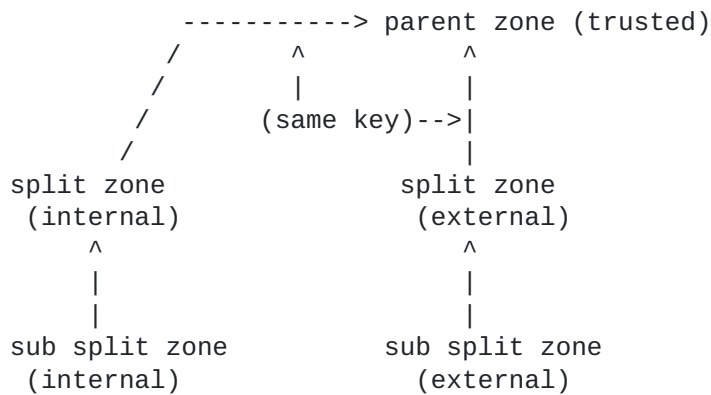 -----------> parent zone (trusted)
/ ^ ^
/ | |
/ (same key)-->|
/ |
split zone split zone
(internal) (external)
^ ^
| |
| |
sub split zone sub split zone
(internal) (external)